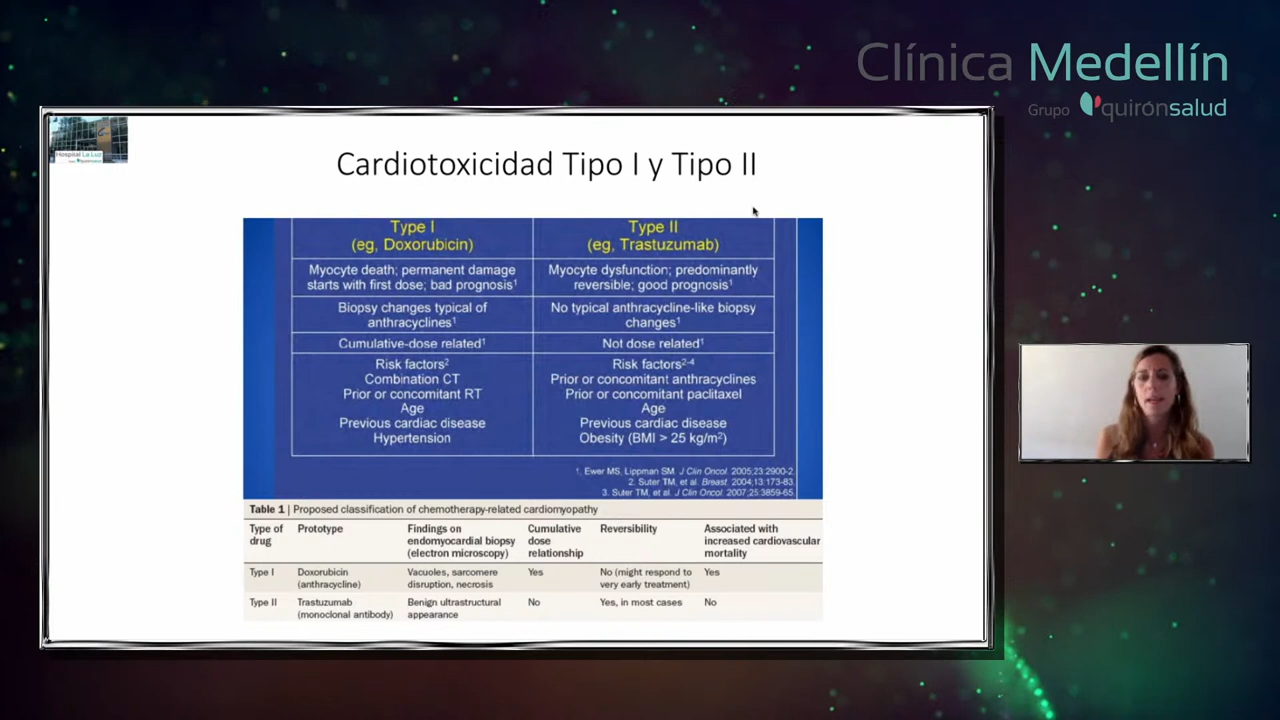 Clínica Medellín
Grupo quirónsalud
Hospital La Luz
Cardiotoxicidad Tipo I y Tipo II
Type I
(eg, Doxorubicin)
Type II
(eg, Trastuzumab)
Myocyte death; permanent damage
starts with first dose; bad prognosis¹
Myocyte dysfunction; predominantly
reversible; good prognosis¹
Biopsy changes typical of
anthracyclines¹
No typical anthracycline-like biopsy
changes¹
Cumulative-dose related¹
Not dose related¹
Risk factors²
Combination CT
Prior or concomitant RT
Age
Previous cardiac disease
Hypertension
Risk factors²⁻⁴
Prior or concomitant anthracyclines
Prior or concomitant paclitaxel
Age
Previous cardiac disease
Obesity (BMI > 25 kg/m²)
1. Ewer MS, Lippman SM. J Clin Oncol. 2005;23:2900-2.
2. Suter TM, et al. Breast. 2004;13:173-83.
3. Suter TM, et al. J Clin Oncol. 2007;25:3859-65.
Table 1 | Proposed classification of chemotherapy-related cardiomyopathy
Type of
drug
Prototype
Findings on
endomyocardial biopsy
(electron microscopy)
Cumulative
dose
relationship
Reversibility
Associated with
increased cardiovascular
mortality
Type I
Doxorubicin
(anthracycline)
Vacuoles, sarcomere
disruption, necrosis
Yes
No (might respond to
very early treatment)
Yes
Type II
Trastuzumab
(monoclonal antibody)
Benign ultrastructural
appearance
No
Yes, in most cases
No